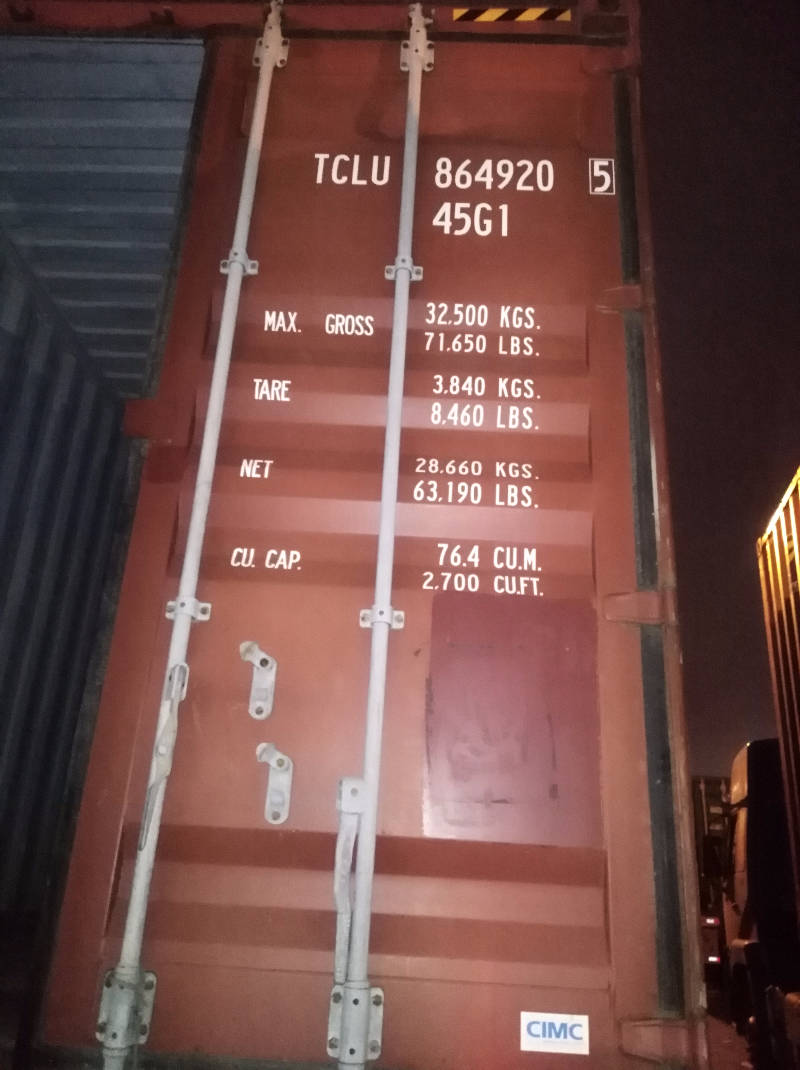 TCLU 864920 5
45G1
MAX. GROSS 32,500 KGS.
71,650 LBS.
TARE 3,840 KGS.
8,460 LBS.
NET 28,660 KGS.
63,190 LBS.
CU. CAP. 76.4 CU.M.
2,700 CU.FT.
CIMC